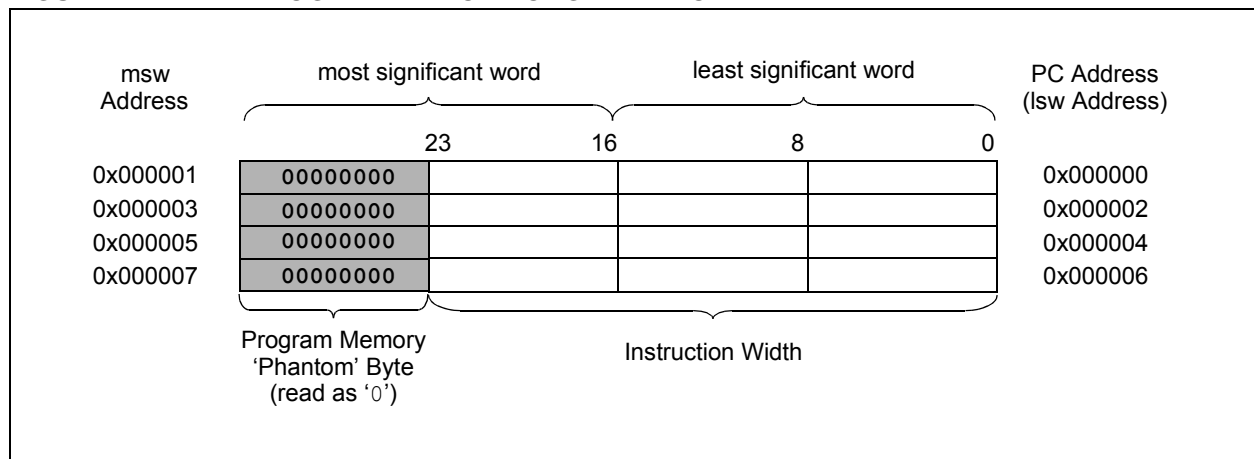 msw
Address
most significant word
least significant word
PC Address
(lsw Address)
23 16 8 0
0x000001 00000000 0x000000
0x000003 00000000 0x000002
0x000005 00000000 0x000004
0x000007 00000000 0x000006
Program Memory
‘Phantom’ Byte
(read as ‘0’)
Instruction Width